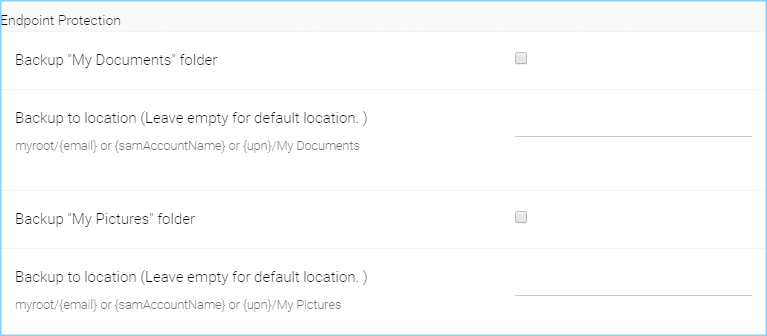 Endpoint Protection
Backup "My Documents" folder
Backup to location (Leave empty for default location. )
myroot/{email} or {samAccountName} or {upn}/My Documents
Backup "My Pictures" folder
Backup to location (Leave empty for default location. )
myroot/{email} or {samAccountName} or {upn}/My Pictures